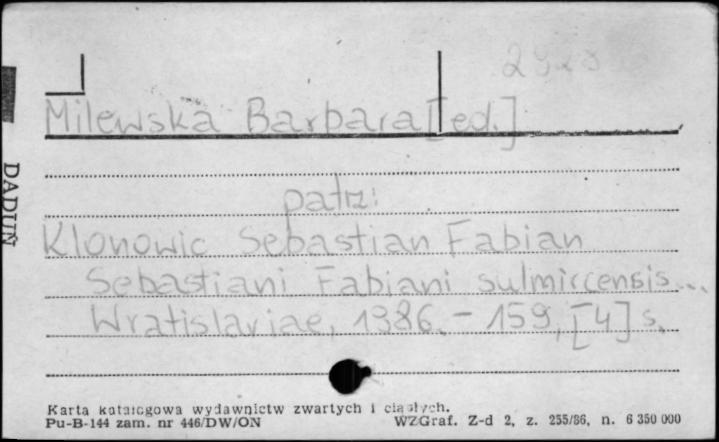 Milewska Barbara [ed.]
patrz:
Klonowic Sebastian Fabian
Sebastiani Fabiani sulmircensis...
Wratislaviae, 1986. – 159, [4] s.
DADUŃ
Karta katalogowa wydawnictw zwartych i ciągłych.
Pu-B-144 zam. nr 446/DW/ON WZGraf. Z-d 2, z. 255/86, n. 6 350 000